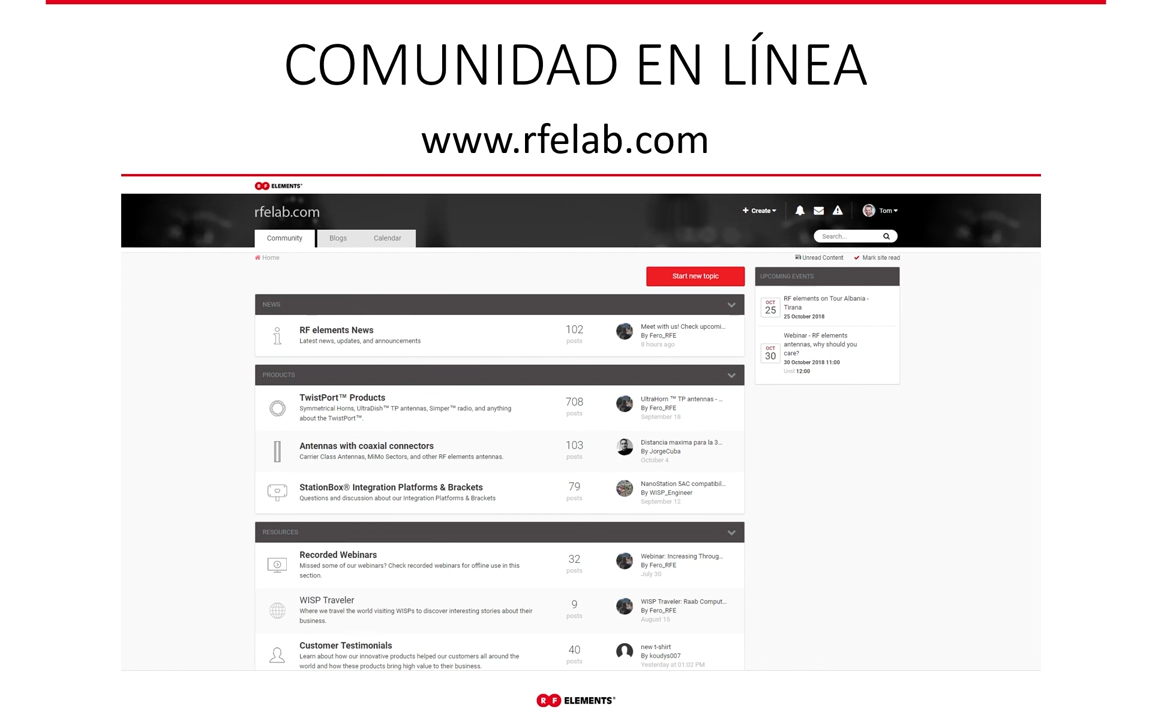 COMUNIDAD EN LÍNEA
www.rfelab.com
RF ELEMENTS®
rfelab.com
+ Create
Tom
Community
Blogs
Calendar
Search...
Home
Unread Content
Mark site read
Start new topic
NEWS
RF elements News
Latest news, updates, and announcements
102
posts
Meet with us! Check upcomi...
By Fero_RFE
9 hours ago
PRODUCTS
TwistPort™ Products
Symmetrical Horns, UltraDish™ TP antennas, Simper™ radio, and anything
about the TwistPort™.
708
posts
UltraHorn ™ TP antennas - ...
By Fero_RFE
September 18
Antennas with coaxial connectors
Carrier Class Antennas, MiMo Sectors, and other RF elements antennas.
103
posts
Distancia maxima para la 3...
By JorgeCuba
October 4
StationBox® Integration Platforms & Brackets
Questions and discussion about our Integration Platforms & Brackets
79
posts
NanoStation 5AC compatibil...
By WISP_Engineer
September 12
RESOURCES
Recorded Webinars
Missed some of our webinars? Check recorded webinars for offline use in this
section.
32
posts
Webinar: Increasing Throug...
By Fero_RFE
July 30
WISP Traveler
Where we travel the world visiting WISPs to discover interesting stories about their
business.
9
posts
WISP Traveler: Raab Comput...
By Fero_RFE
August 15
Customer Testimonials
Learn about how our innovative products helped our customers all around the
world and how these products bring high value to their business.
40
posts
new t-shirt
By koudys007
Yesterday at 01:02 PM
UPCOMING EVENTS
OCT
25
RF elements on Tour Albania -
Tirana
25 October 2018
OCT
30
Webinar - RF elements
antennas, why should you
care?
30 October 2018 11:00
Until 12:00
RF ELEMENTS®